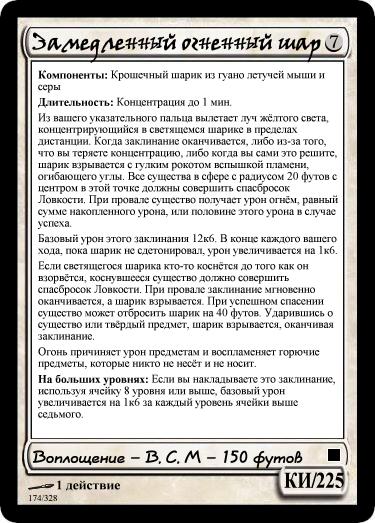 Замедленный огненный шар 7
Компоненты: Крошечный шарик из гуано летучей мыши и
серы
Длительность: Концентрация до 1 мин.
Из вашего указательного пальца вылетает луч жёлтого света,
концентрирующийся в светящемся шарике в пределах
дистанции. Когда заклинание оканчивается, либо из-за того,
что вы теряете концентрацию, либо когда вы сами это решите,
шарик взрывается с гулким рокотом вспышкой пламени,
огибающего углы. Все существа в сфере с радиусом 20 футов с
центром в этой точке должны совершить спасбросок
Ловкости. При провале существо получает урон огнём, равный
сумме накопленного урона, или половине этого урона в случае
успеха.
Базовый урон этого заклинания 12к6. В конце каждого вашего
хода, пока шарик не сдетонировал, урон увеличивается на 1к6.
Если светящегося шарика кто-то коснётся до того как он
взорвётся, коснувшееся существо должно совершить
спасбросок Ловкости. При провале заклинание мгновенно
оканчивается, а шарик взрывается. При успешном спасении
существо может отбросить шарик на 40 футов. Ударившись о
существо или твёрдый предмет, шарик взрывается, оканчивая
заклинание.
Огонь причиняет урон предметам и воспламеняет горючие
предметы, которые никто не несёт и не носит.
На больших уровнях: Если вы накладываете это заклинание,
используя ячейку 8 уровня или выше, базовый урон
увеличивается на 1к6 за каждый уровень ячейки выше
седьмого.
Воплощение – В, С, М – 150 футов
1 действие
КИ/225
174/328